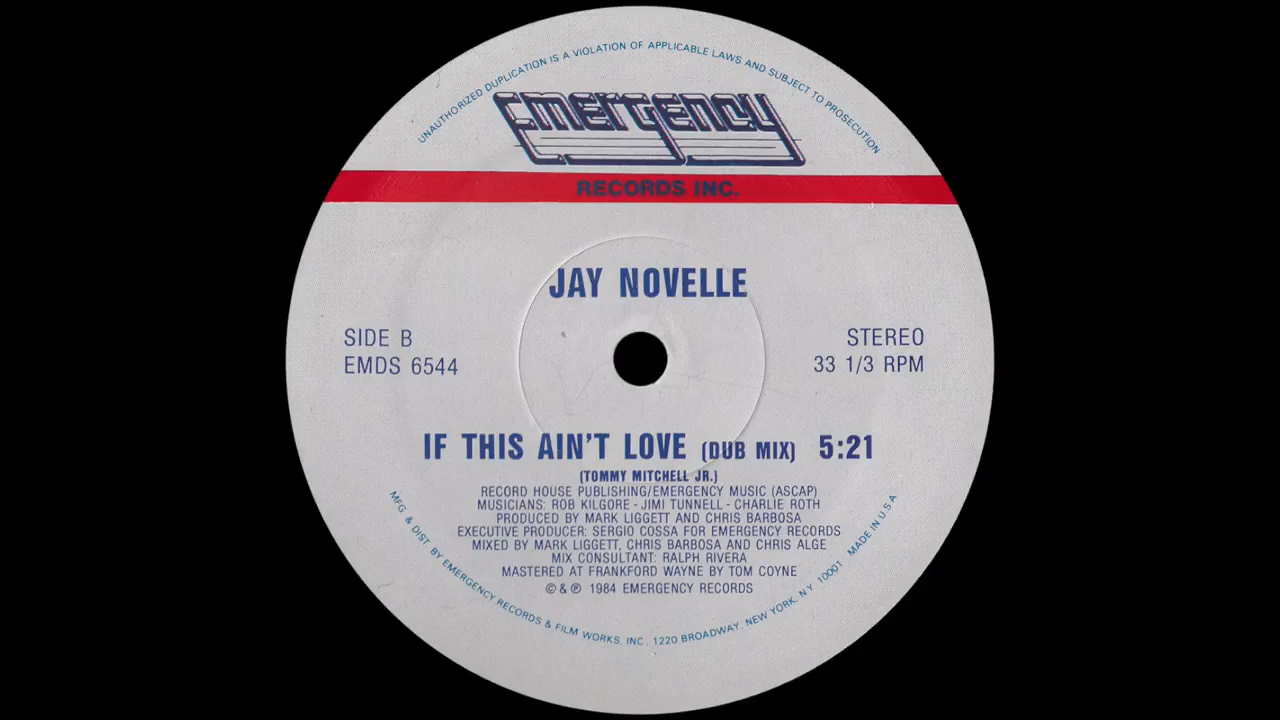 UNAUTHORIZED DUPLICATION IS A VIOLATION OF APPLICABLE LAWS AND SUBJECT TO PROSECUTION
EMERGENCY
RECORDS INC.
JAY NOVELLE
SIDE B
EMDS 6544
STEREO
33 1/3 RPM
IF THIS AIN'T LOVE (DUB MIX) 5:21
(TOMMY MITCHELL JR.)
RECORD HOUSE PUBLISHING/EMERGENCY MUSIC (ASCAP)
MUSICIANS: ROB KILGORE - JIMI TUNNELL - CHARLIE ROTH
PRODUCED BY MARK LIGGETT AND CHRIS BARBOSA
EXECUTIVE PRODUCER: SERGIO COSSA FOR EMERGENCY RECORDS
MIXED BY MARK LIGGETT, CHRIS BARBOSA AND CHRIS ALGE
MIX CONSULTANT: RALPH RIVERA
MASTERED AT FRANKFORD WAYNE BY TOM COYNE
©&℗ 1984 EMERGENCY RECORDS
MFG. & DIST. BY EMERGENCY RECORDS & FILM WORKS, INC., 1220 BROADWAY, NEW YORK, N.Y. 10001 MADE IN U.S.A.